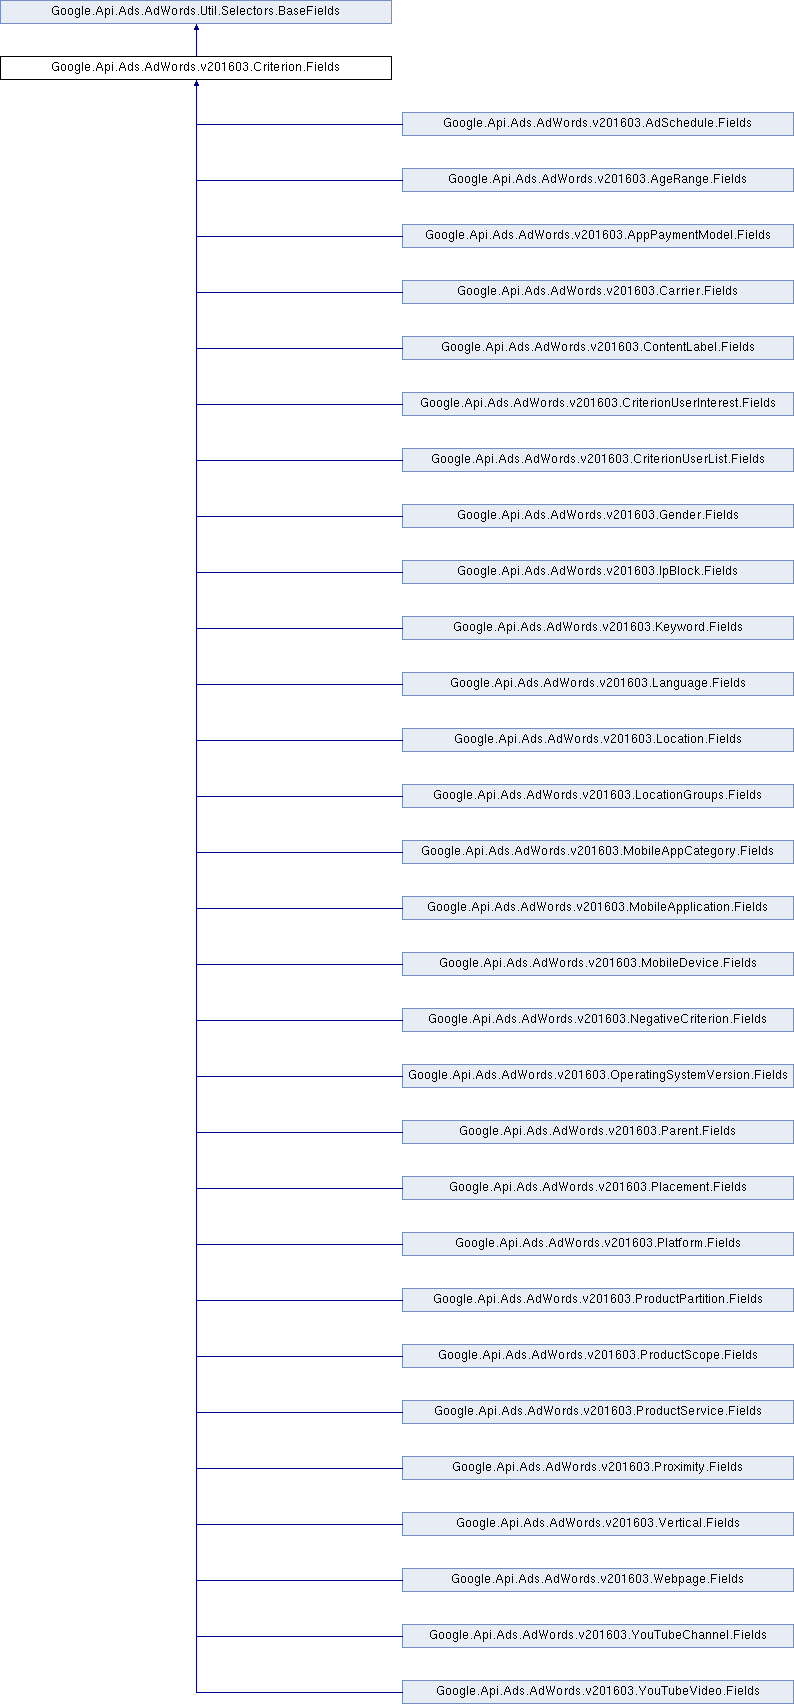 Google.Api.Ads.AdWords.Util.Selectors.BaseFields
Google.Api.Ads.AdWords.v201603.Criterion.Fields
Google.Api.Ads.AdWords.v201603.AdSchedule.Fields
Google.Api.Ads.AdWords.v201603.AgeRange.Fields
Google.Api.Ads.AdWords.v201603.AppPaymentModel.Fields
Google.Api.Ads.AdWords.v201603.Carrier.Fields
Google.Api.Ads.AdWords.v201603.ContentLabel.Fields
Google.Api.Ads.AdWords.v201603.CriterionUserInterest.Fields
Google.Api.Ads.AdWords.v201603.CriterionUserList.Fields
Google.Api.Ads.AdWords.v201603.Gender.Fields
Google.Api.Ads.AdWords.v201603.IpBlock.Fields
Google.Api.Ads.AdWords.v201603.Keyword.Fields
Google.Api.Ads.AdWords.v201603.Language.Fields
Google.Api.Ads.AdWords.v201603.Location.Fields
Google.Api.Ads.AdWords.v201603.LocationGroups.Fields
Google.Api.Ads.AdWords.v201603.MobileAppCategory.Fields
Google.Api.Ads.AdWords.v201603.MobileApplication.Fields
Google.Api.Ads.AdWords.v201603.MobileDevice.Fields
Google.Api.Ads.AdWords.v201603.NegativeCriterion.Fields
Google.Api.Ads.AdWords.v201603.OperatingSystemVersion.Fields
Google.Api.Ads.AdWords.v201603.Parent.Fields
Google.Api.Ads.AdWords.v201603.Placement.Fields
Google.Api.Ads.AdWords.v201603.Platform.Fields
Google.Api.Ads.AdWords.v201603.ProductPartition.Fields
Google.Api.Ads.AdWords.v201603.ProductScope.Fields
Google.Api.Ads.AdWords.v201603.ProductService.Fields
Google.Api.Ads.AdWords.v201603.Proximity.Fields
Google.Api.Ads.AdWords.v201603.Vertical.Fields
Google.Api.Ads.AdWords.v201603.Webpage.Fields
Google.Api.Ads.AdWords.v201603.YouTubeChannel.Fields
Google.Api.Ads.AdWords.v201603.YouTubeVideo.Fields